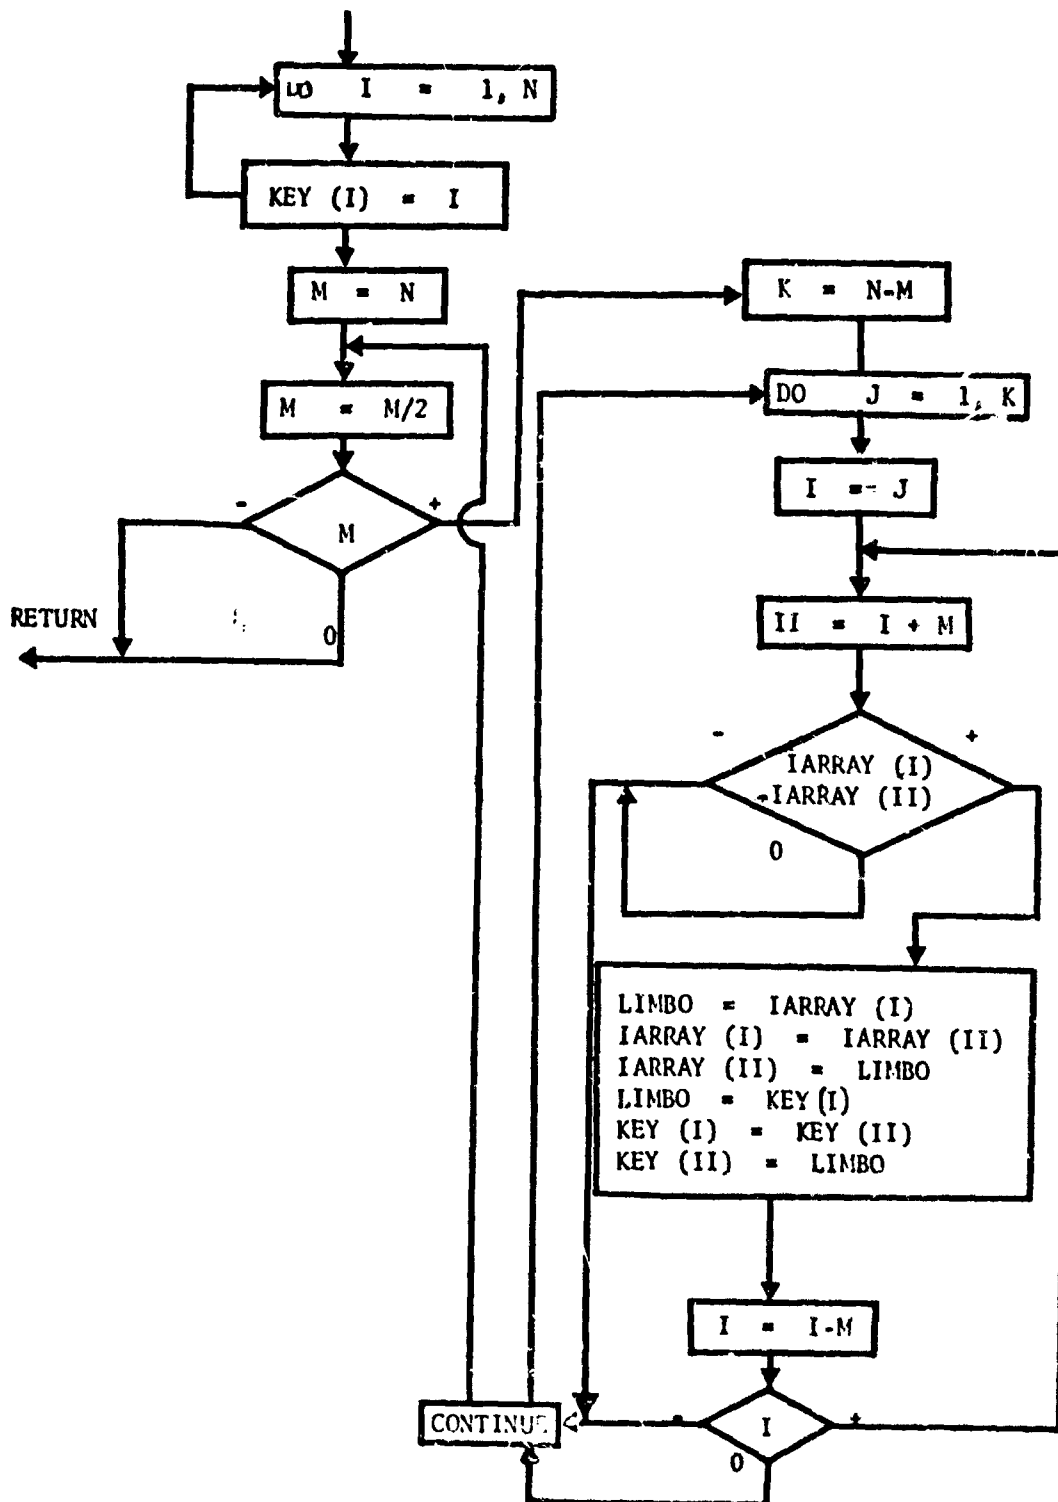 DO I = 1, N
KEY (I) = I
M = N
M = M/2
- +
M
0
RETURN
K = N-M
DO J = 1, K
I = J
II = I + M
- +
IARRAY (I)
-IARRAY (II)
0
LIMBO = IARRAY (I)
IARRAY (I) = IARRAY (II)
IARRAY (II) = LIMBO
LIMBO = KEY(I)
KEY (I) = KEY (II)
KEY (II) = LIMBO
I = I-M
CONTINUE
- I +
0